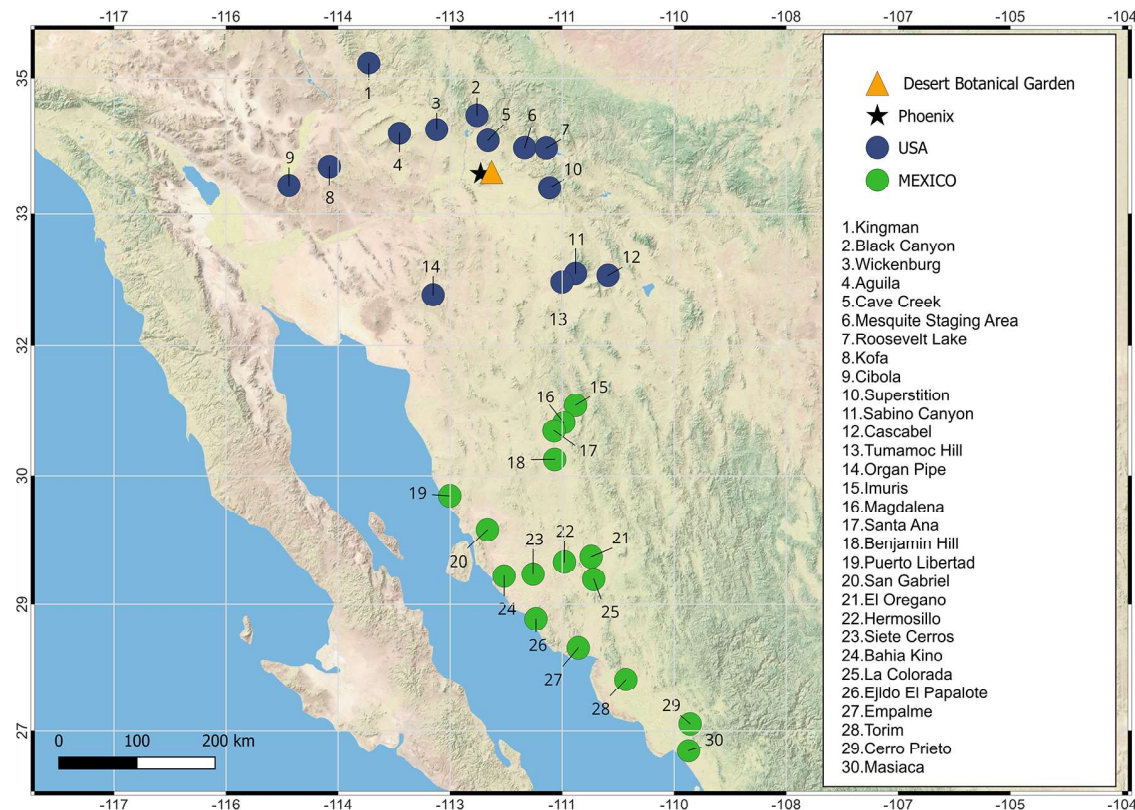 -117 -115 -114 -113 -111 -110 -108 -107 -105 -104
Desert Botanical Garden
Phoenix
USA
MEXICO
1.Kingman
2.Black Canyon
3.Wickenburg
4.Aguila
5.Cave Creek
6.Mesquite Staging Area
7.Roosevelt Lake
8.Kofa
9.Cibola
10.Superstition
11.Sabino Canyon
12.Cascabel
13.Tumamoc Hill
14.Organ Pipe
15.Imuris
16.Magdalena
17.Santa Ana
18.Benjamin Hill
19.Puerto Libertad
20.San Gabriel
21.El Oregano
22.Hermosillo
23.Siete Cerros
24.Bahia Kino
25.La Colorada
26.Ejido El Papalote
27.Empalme
28.Torim
29.Cerro Prieto
30.Masiaca
35
33
32
30
29
27
1
2
3
4
5
6
7
8
9
10
11
12
13
14
15
16
17
18
19
20
21
22
23
24
25
26
27
28
29
30
0 100 200 km
-117 -115 -114 -113 -111 -110 -108 -107 -105 -104